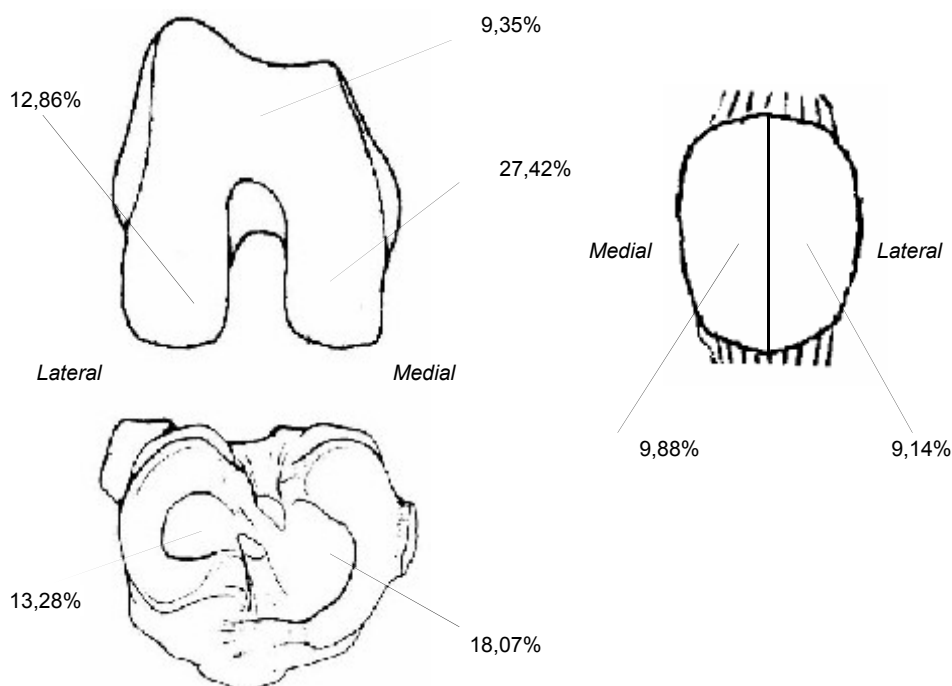 9,35%
12,86%
27,42%
Medial
Lateral
Lateral
Medial
9,88%
9,14%
13,28%
18,07%